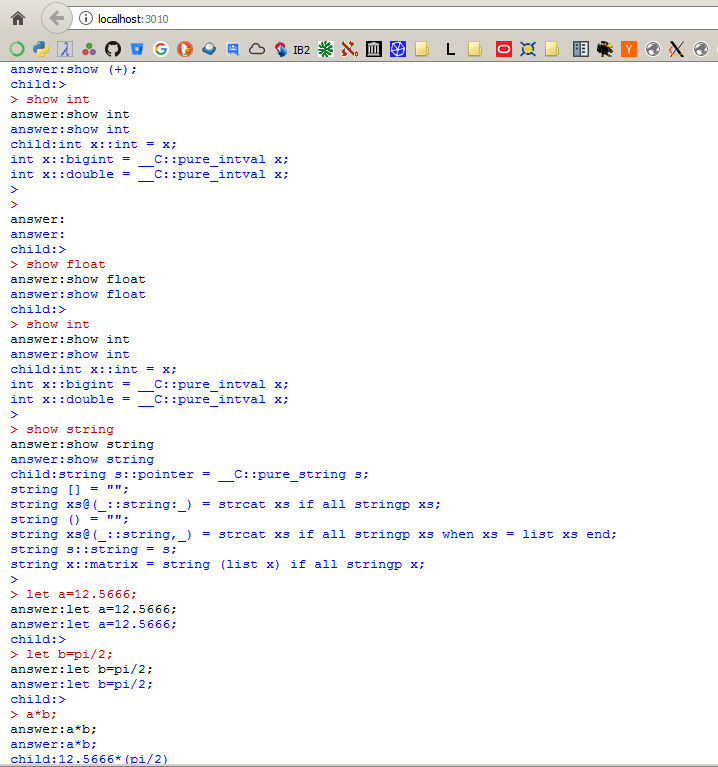 localhost:3010
IB2
L
Y
answer:show (+);
child:>
> show int
answer:show int
answer:show int
child:int x::int = x;
int x::bigint = __C::pure_intval x;
int x::double = __C::pure_intval x;
>
>
answer:
answer:
child:>
> show float
answer:show float
answer:show float
child:>
> show int
answer:show int
answer:show int
child:int x::int = x;
int x::bigint = __C::pure_intval x;
int x::double = __C::pure_intval x;
>
> show string
answer:show string
answer:show string
child:string s::pointer = __C::pure_string s;
string [] = "";
string xs@(_::string:_) = strcat xs if all stringp xs;
string () = "";
string xs@(_::string,_) = strcat xs if all stringp xs when xs = list xs end;
string s::string = s;
string x::matrix = string (list x) if all stringp x;
>
> let a=12.5666;
answer:let a=12.5666;
answer:let a=12.5666;
child:>
> let b=pi/2;
answer:let b=pi/2;
answer:let b=pi/2;
child:>
> a*b;
answer:a*b;
answer:a*b;
child:12.5666*(pi/2)